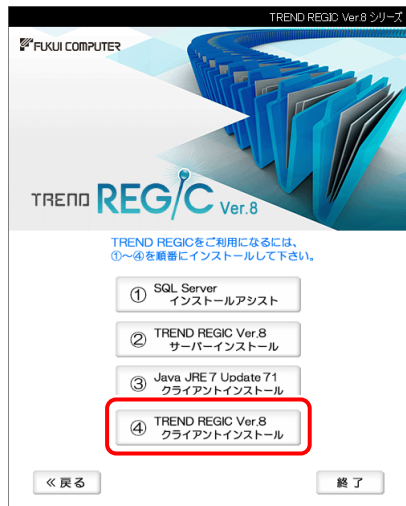 TREND REGIC Ver.8 シリーズ
FUKUI COMPUTER
TREND REGIC Ver.8
TREND REGICをご利用になるには、
①～④を順番にインストールして下さい。
① SQL Server
インストールアシスト
② TREND REGIC Ver.8
サーバーインストール
③ Java JRE 7 Update 71
クライアントインストール
④ TREND REGIC Ver.8
クライアントインストール
≪戻る
終了